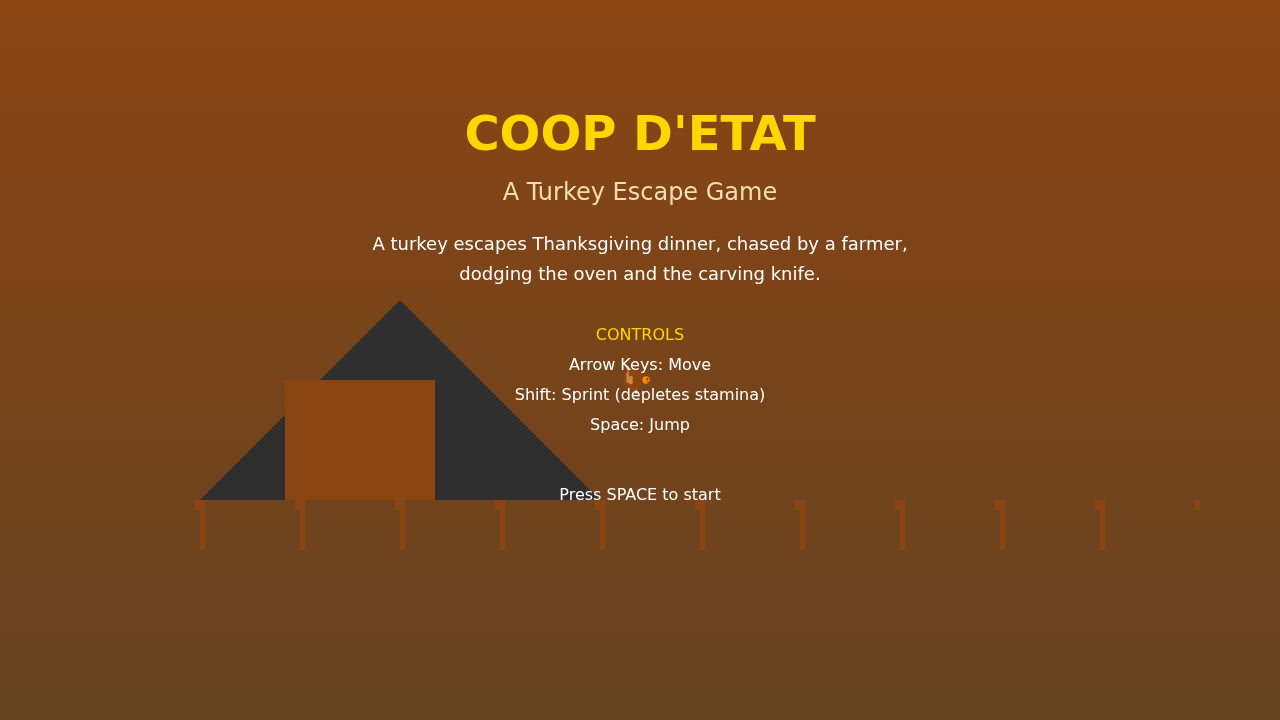 COOP D'ETAT
A Turkey Escape Game
A turkey escapes Thanksgiving dinner, chased by a farmer,
dodging the oven and the carving knife.
CONTROLS
Arrow Keys: Move
Shift: Sprint (depletes stamina)
Space: Jump
Press SPACE to start